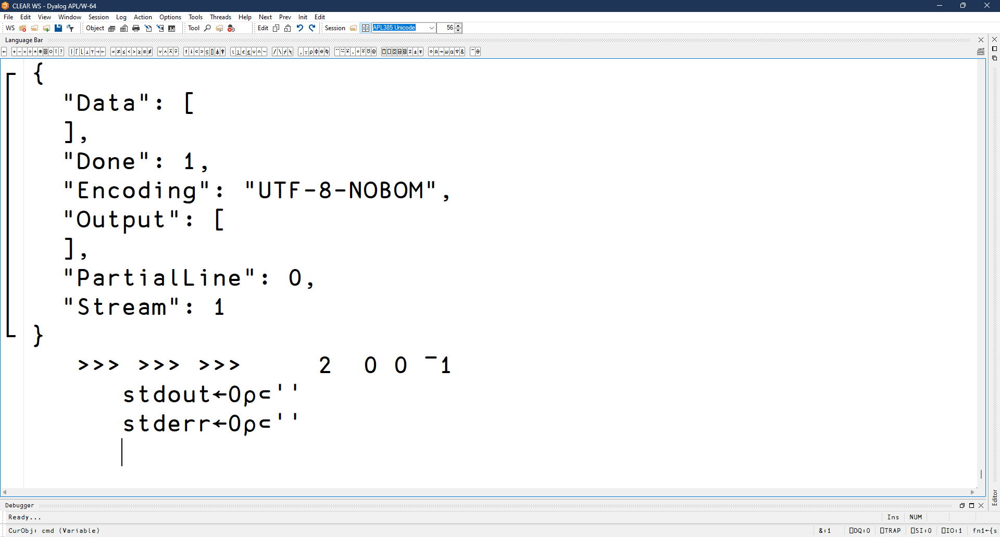 CLEAR WS - Dyalog APL/W-64
File Edit View Window Session Log Action Options Tools Threads Help Next Prev Init Edit
WS Object Tool Edit Session APL385 Unicode 56
Language Bar
{
"Data": [
],
"Done": 1,
"Encoding": "UTF-8-NOBOM",
"Output": [
],
"PartialLine": 0,
"Stream": 1
}
>>> >>> >>> 2 0 0 ¯1
stdout←0⍴⊂''
stderr←0⍴⊂''
Editor
Debugger
Ready...
Ins NUM
CurObj: cmd (Variable)
&:1 ⎕DQ:0 ⎕TRAP ⎕SI:0 ⎕IO:1 fn1←{s